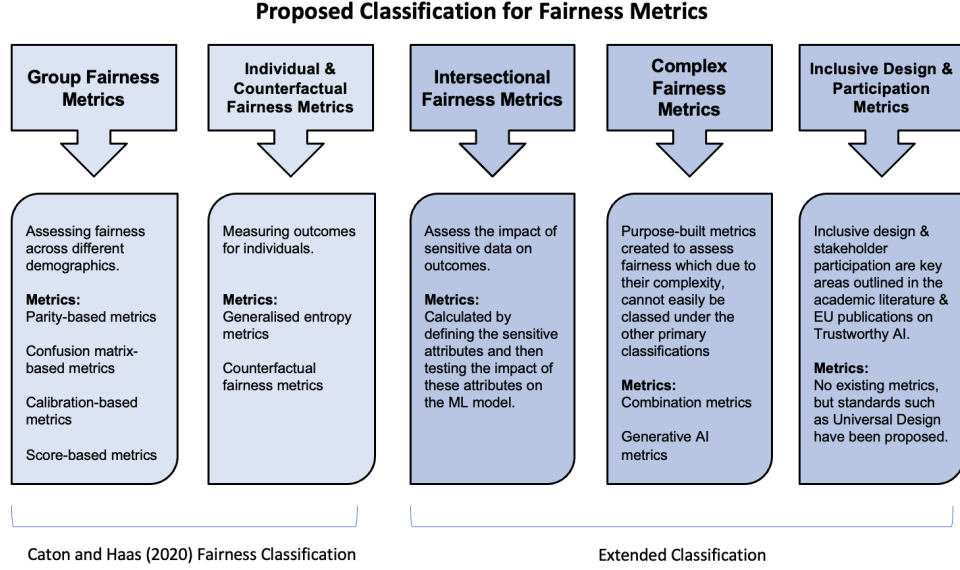 Proposed Classification for Fairness Metrics
Group Fairness
Metrics
Individual &
Counterfactual
Fairness Metrics
Intersectional
Fairness Metrics
Complex
Fairness
Metrics
Inclusive Design &
Participation
Metrics
Assessing fairness
across different
demographics.
Metrics:
Parity-based metrics
Confusion matrix-
based metrics
Calibration-based
metrics
Score-based metrics
Measuring outcomes
for individuals.
Metrics:
Generalised entropy
metrics
Counterfactual
fairness metrics
Assess the impact of
sensitive data on
outcomes.
Metrics:
Calculated by
defining the sensitive
attributes and then
testing the impact of
these attributes on
the ML model.
Purpose-built metrics
created to assess
fairness which due to
their complexity,
cannot easily be
classed under the
other primary
classifications
Metrics:
Combination metrics
Generative AI
metrics
Inclusive design &
stakeholder
participation are key
areas outlined in the
academic literature &
EU publications on
Trustworthy AI.
Metrics:
No existing metrics,
but standards such
as Universal Design
have been proposed.
Caton and Haas (2020) Fairness Classification
Extended Classification